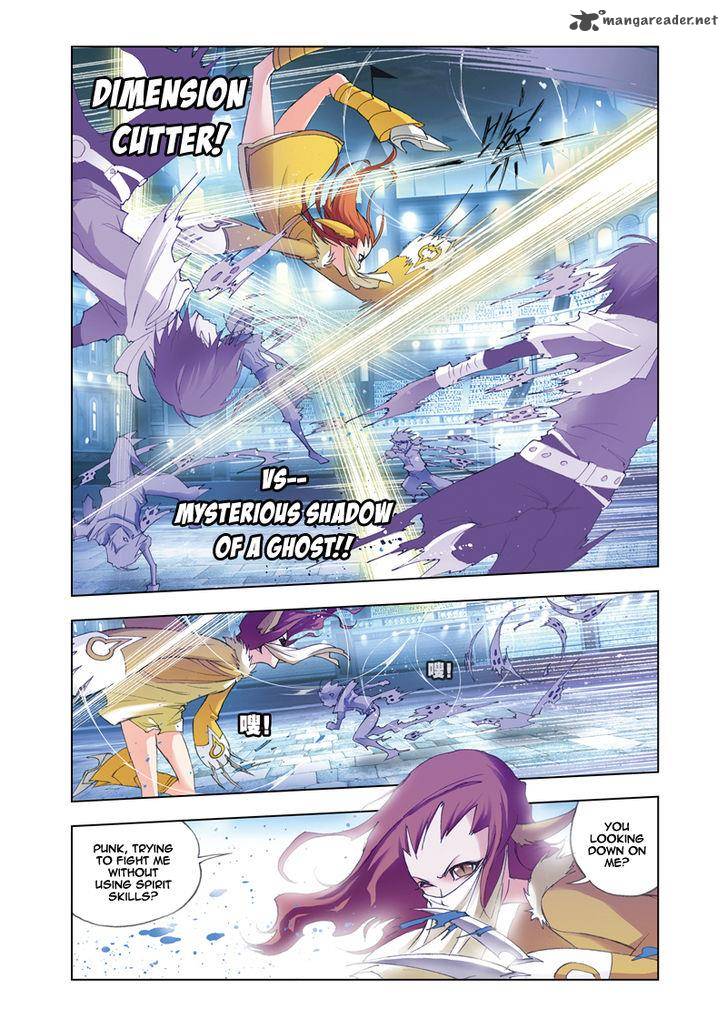 mangareader.net
DIMENSION
CUTTER!
VS--
MYSTERIOUS SHADOW
OF A GHOST!!
嗖!
嗖!
PUNK, TRYING
TO FIGHT ME
WITHOUT
USING SPIRIT
SKILLS?
YOU
LOOKING
DOWN ON
ME?